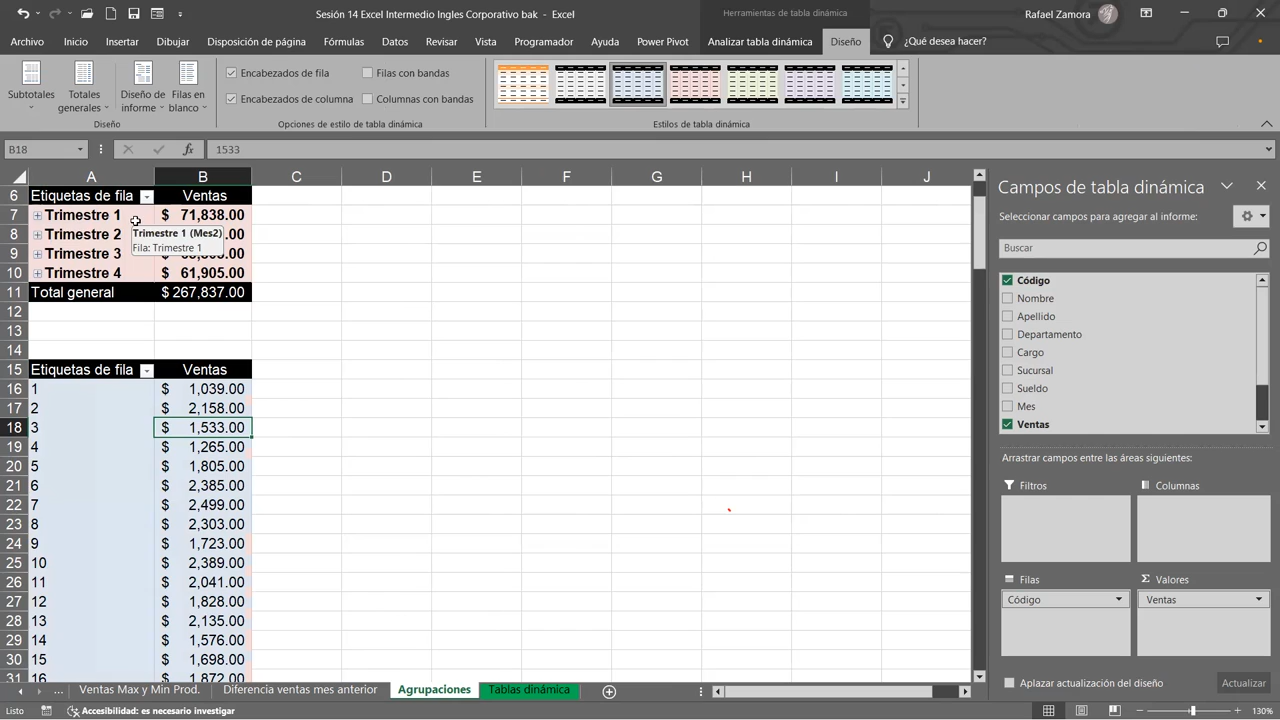 Sesión 14 Excel Intermedio Ingles Corporativo bak - Excel
Herramientas de tabla dinámica
Rafael Zamora
Archivo Inicio Insertar Dibujar Disposición de página Fórmulas Datos Revisar Vista Programador Ayuda Power Pivot Analizar tabla dinámica Diseño ¿Qué desea hacer?
Subtotales
Totales generales
Diseño de informe
Filas en blanco
Encabezados de fila
Filas con bandas
Encabezados de columna
Columnas con bandas
Diseño
Opciones de estilo de tabla dinámica
Estilos de tabla dinámica
B18 fx 1533
A B C D E F G H I J
6 Etiquetas de fila Ventas
7 Trimestre 1 $ 71,838.00
8 Trimestre 2 .00
9 Trimestre 3 .00
10 Trimestre 4 $ 61,905.00
11 Total general $ 267,837.00
Trimestre 1 (Mes2)
Fila: Trimestre 1
12
13
14
15 Etiquetas de fila Ventas
16 1 $ 1,039.00
17 2 $ 2,158.00
18 3 $ 1,533.00
19 4 $ 1,265.00
20 5 $ 1,805.00
21 6 $ 2,385.00
22 7 $ 2,499.00
23 8 $ 2,303.00
24 9 $ 1,723.00
25 10 $ 2,389.00
26 11 $ 2,041.00
27 12 $ 1,828.00
28 13 $ 2,135.00
29 14 $ 1,576.00
30 15 $ 1,698.00
31 16 $ 1,872.00
Campos de tabla dinámica
Seleccionar campos para agregar al informe:
Buscar
Código
Nombre
Apellido
Departamento
Cargo
Sucursal
Sueldo
Mes
Ventas
Arrastrar campos entre las áreas siguientes:
Filtros
Columnas
Filas
Σ Valores
Código
Ventas
Aplazar actualización del diseño
Actualizar
... Ventas Max y Min Prod. Diferencia ventas mes anterior Agrupaciones Tablas dinámica
Listo
Accesibilidad: es necesario investigar
130%